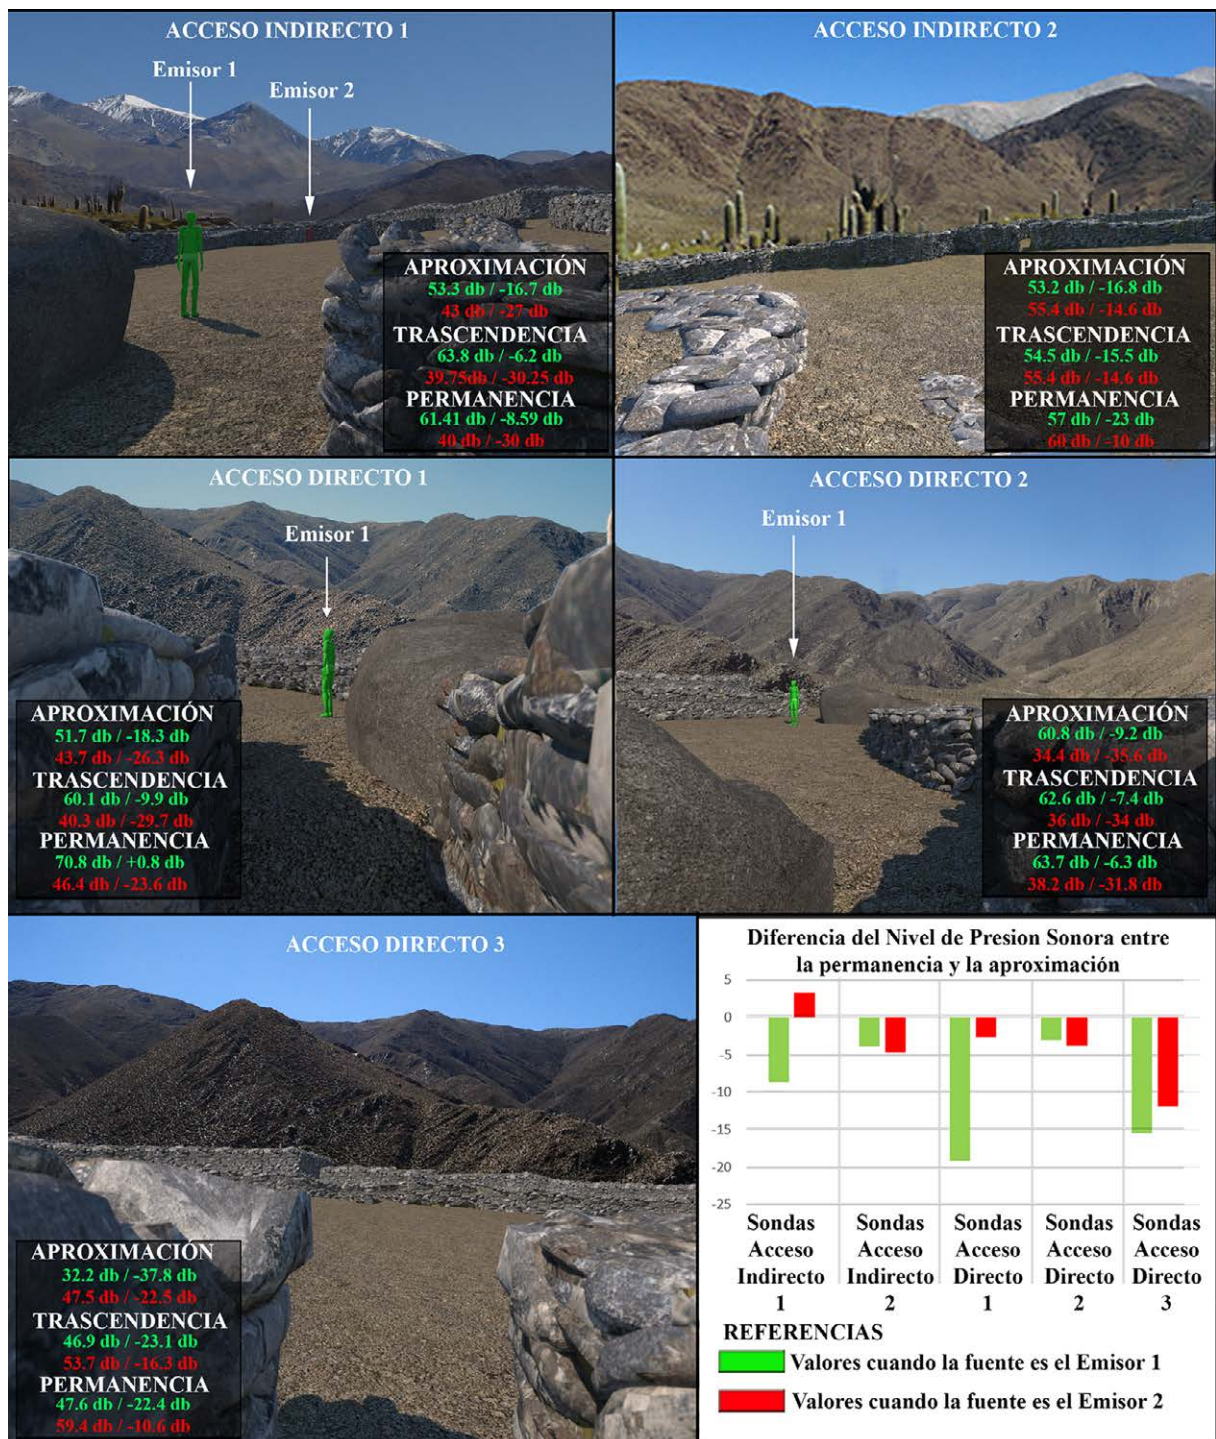 ACCESO INDIRECTO 1
Emisor 1
Emisor 2
APROXIMACIÓN
53.3 db / -16.7 db
43 db / -27 db
TRASCENDENCIA
63.8 db / -6.2 db
39.75db / -30.25 db
PERMANENCIA
61.41 db / -8.59 db
40 db / -30 db
ACCESO INDIRECTO 2
APROXIMACIÓN
53.2 db / -16.8 db
55.4 db / -14.6 db
TRASCENDENCIA
54.5 db / -15.5 db
55.4 db / -14.6 db
PERMANENCIA
57 db / -23 db
60 db / -10 db
ACCESO DIRECTO 1
Emisor 1
APROXIMACIÓN
51.7 db / -18.3 db
43.7 db / -26.3 db
TRASCENDENCIA
60.1 db / -9.9 db
40.3 db / -29.7 db
PERMANENCIA
70.8 db / +0.8 db
46.4 db / -23.6 db
ACCESO DIRECTO 2
Emisor 1
APROXIMACIÓN
60.8 db / -9.2 db
34.4 db / -35.6 db
TRASCENDENCIA
62.6 db / -7.4 db
36 db / -34 db
PERMANENCIA
63.7 db / -6.3 db
38.2 db / -31.8 db
ACCESO DIRECTO 3
APROXIMACIÓN
32.2 db / -37.8 db
47.5 db / -22.5 db
TRASCENDENCIA
46.9 db / -23.1 db
53.7 db / -16.3 db
PERMANENCIA
47.6 db / -22.4 db
59.4 db / -10.6 db
Diferencia del Nivel de Presion Sonora entre
la permanencia y la aproximación
5
0
-5
-10
-15
-20
-25
Sondas Sondas Sondas Sondas Sondas
Acceso Acceso Acceso Acceso Acceso
Indirecto Indirecto Directo Directo Directo
1 2 1 2 3
REFERENCIAS
Valores cuando la fuente es el Emisor 1
Valores cuando la fuente es el Emisor 2